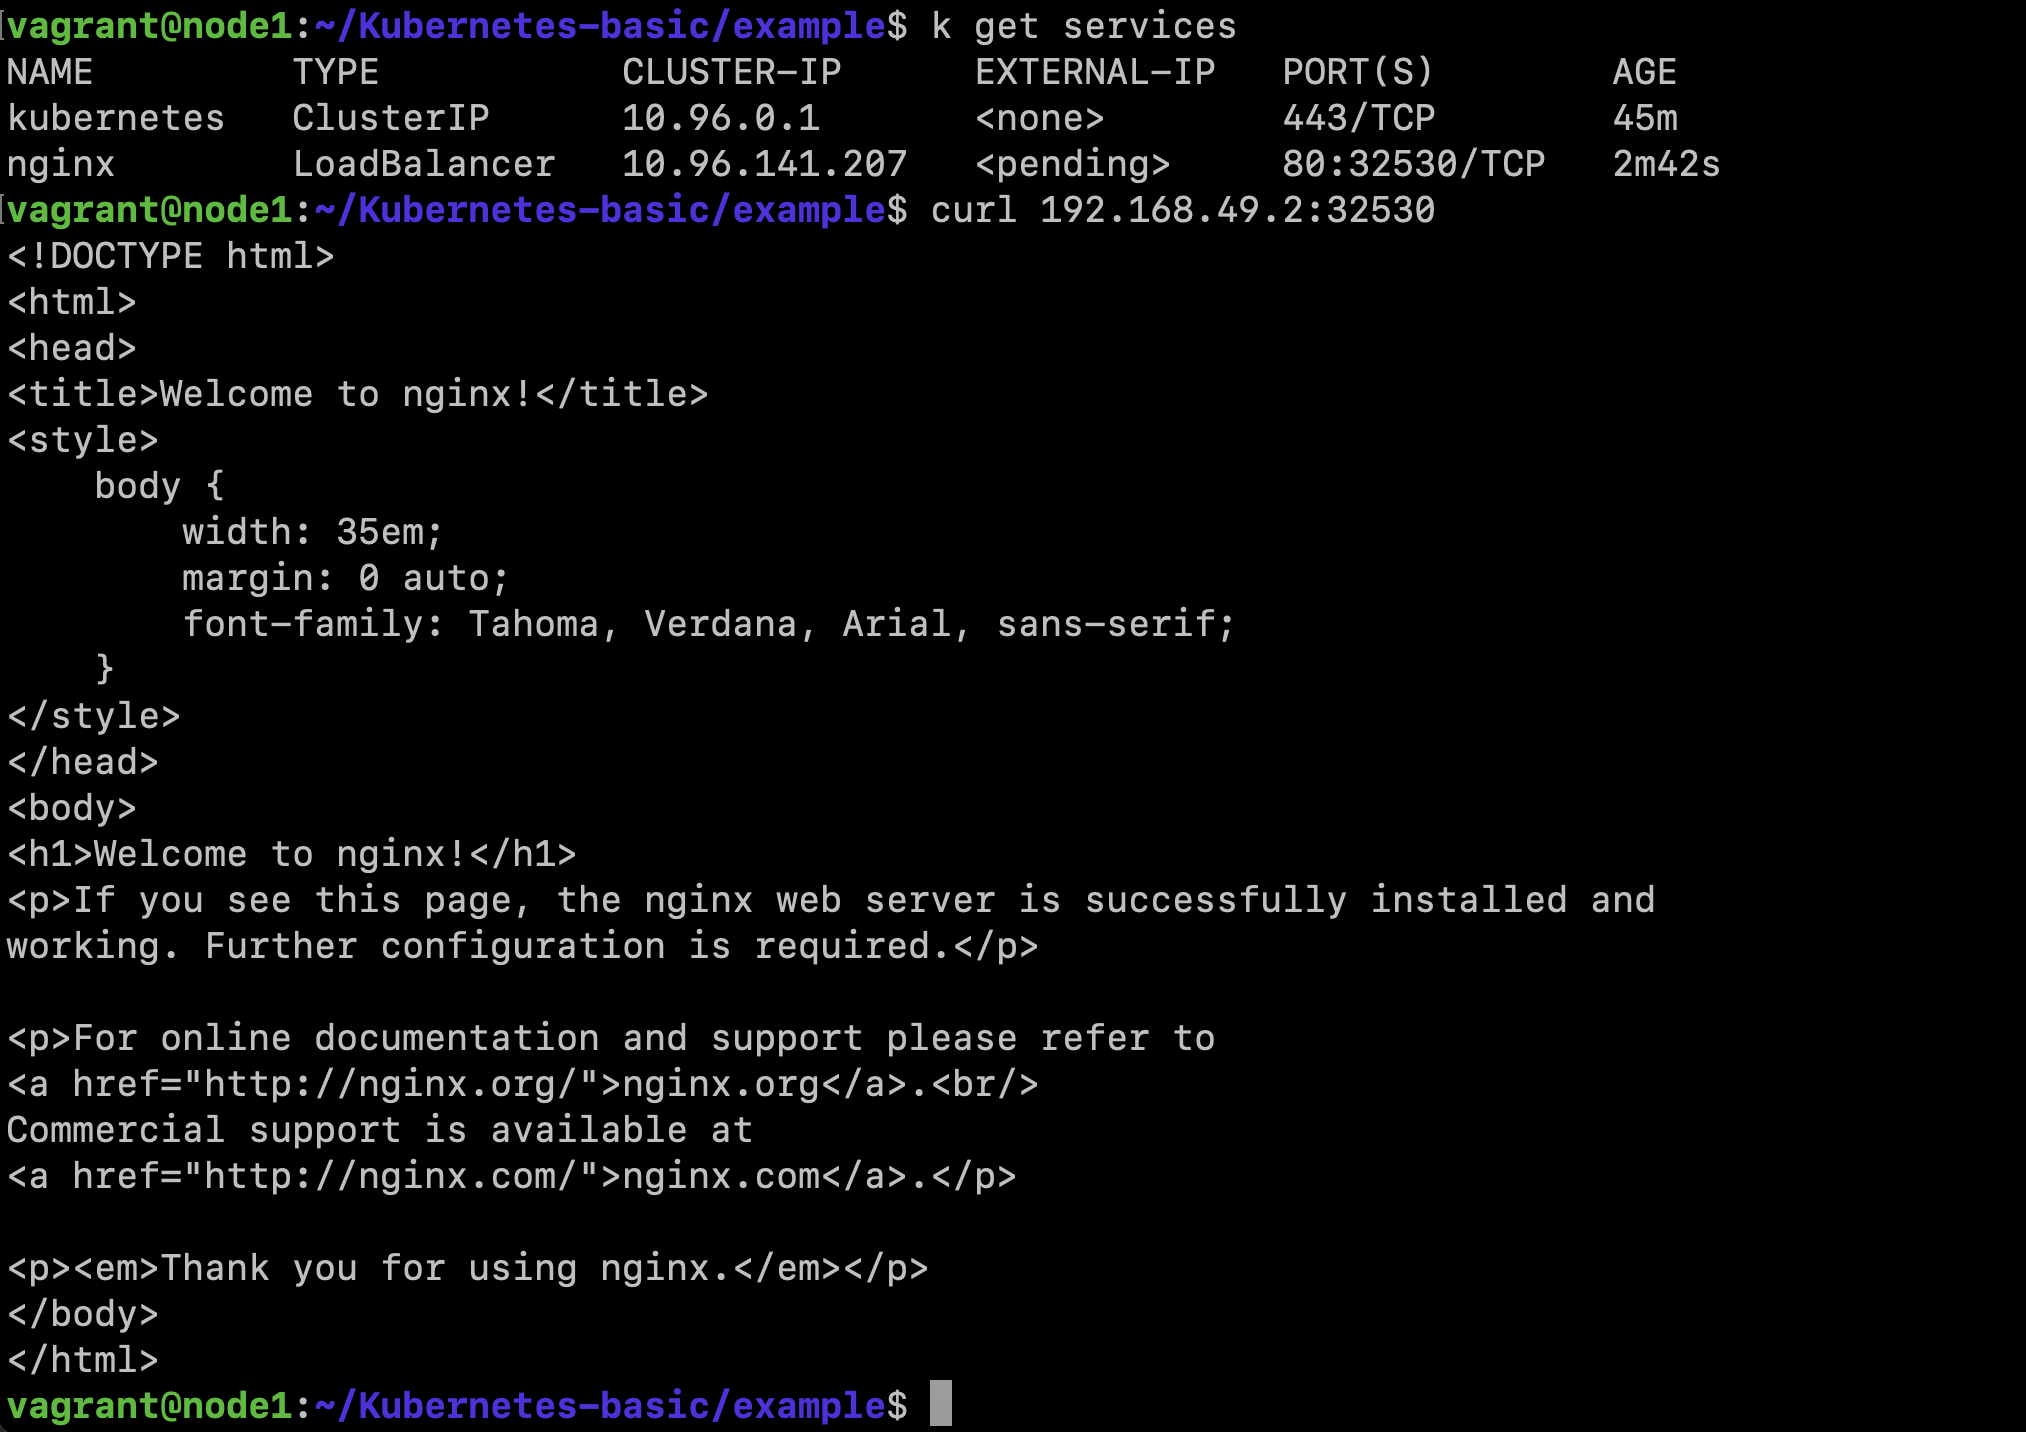 vagrant@node1:~/Kubernetes-basic/example$ k get services
NAME         TYPE           CLUSTER-IP      EXTERNAL-IP   PORT(S)        AGE
kubernetes   ClusterIP      10.96.0.1       <none>        443/TCP        45m
nginx        LoadBalancer   10.96.141.207   <pending>     80:32530/TCP   2m42s
vagrant@node1:~/Kubernetes-basic/example$ curl 192.168.49.2:32530
<!DOCTYPE html>
<html>
<head>
<title>Welcome to nginx!</title>
<style>
    body {
        width: 35em;
        margin: 0 auto;
        font-family: Tahoma, Verdana, Arial, sans-serif;
    }
</style>
</head>
<body>
<h1>Welcome to nginx!</h1>
<p>If you see this page, the nginx web server is successfully installed and
working. Further configuration is required.</p>

<p>For online documentation and support please refer to
<a href="http://nginx.org/">nginx.org</a>.<br/>
Commercial support is available at
<a href="http://nginx.com/">nginx.com</a>.</p>

<p><em>Thank you for using nginx.</em></p>
</body>
</html>
vagrant@node1:~/Kubernetes-basic/example$